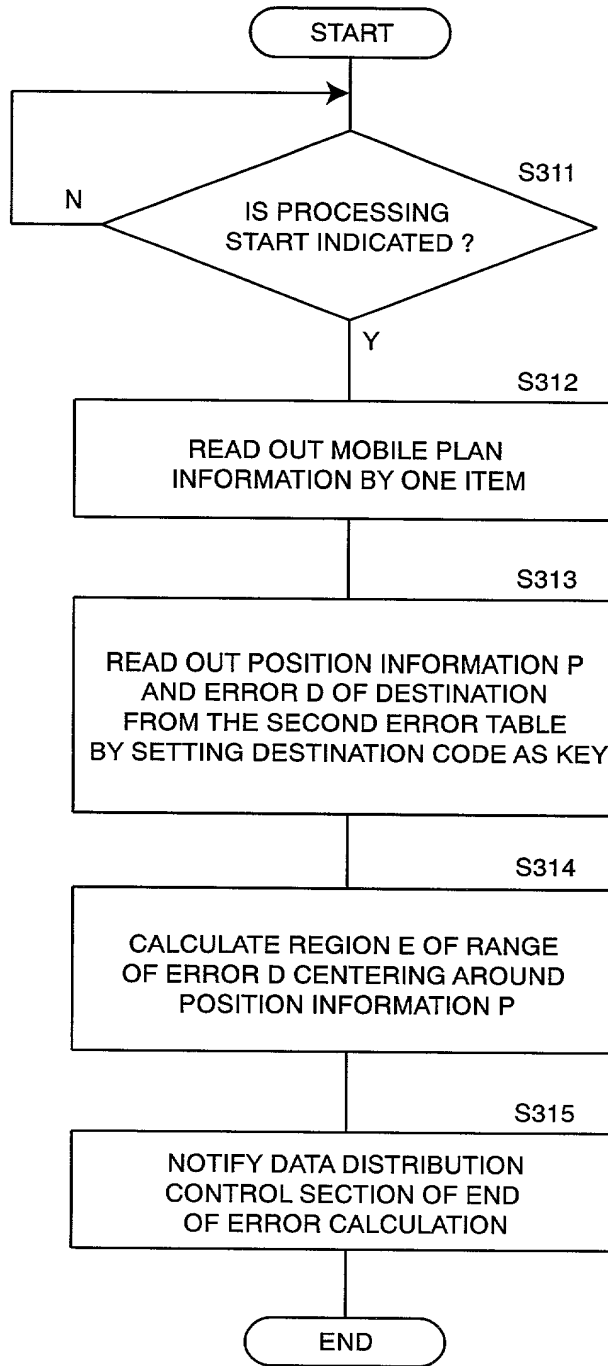 START
S311
N
IS PROCESSING
START INDICATED ?
Y
S312
READ OUT MOBILE PLAN
INFORMATION BY ONE ITEM
S313
READ OUT POSITION INFORMATION P
AND ERROR D OF DESTINATION
FROM THE SECOND ERROR TABLE
BY SETTING DESTINATION CODE AS KEY
S314
CALCULATE REGION E OF RANGE
OF ERROR D CENTERING AROUND
POSITION INFORMATION P
S315
NOTIFY DATA DISTRIBUTION
CONTROL SECTION OF END
OF ERROR CALCULATION
END